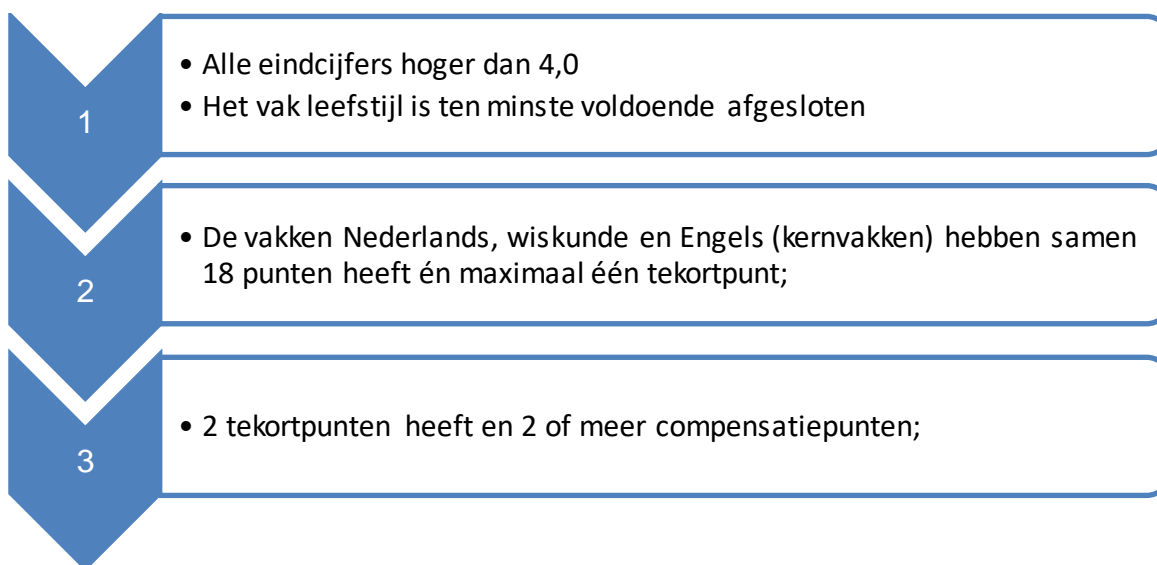 1
• Alle eindcijfers hoger dan 4,0
• Het vak leefstijl is ten minste voldoende afgesloten
2
• De vakken Nederlands, wiskunde en Engels (kernvakken) hebben samen
18 punten heeft én maximaal één tekortpunt;
3
• 2 tekortpunten heeft en 2 of meer compensatiepunten;